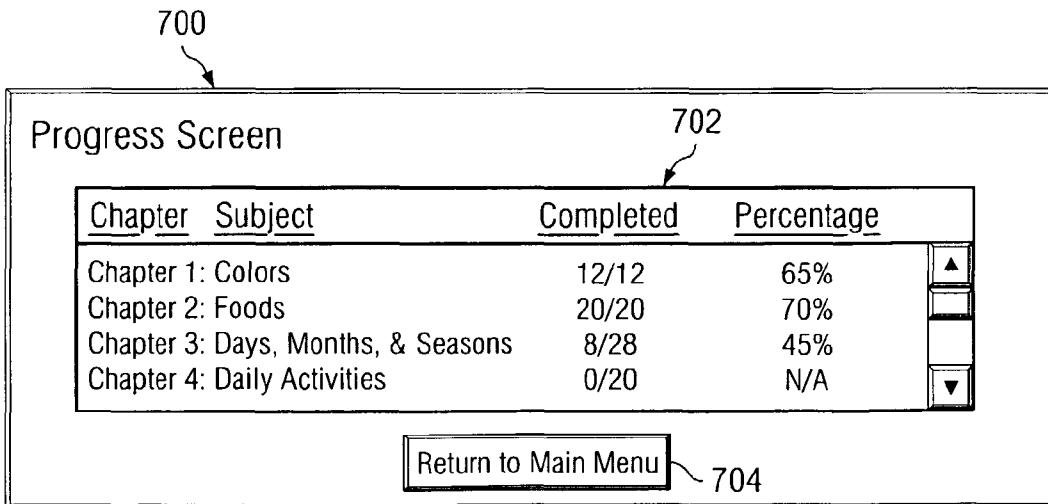 700
Progress Screen
702
Chapter Subject Completed Percentage
Chapter 1: Colors 12/12 65%
Chapter 2: Foods 20/20 70%
Chapter 3: Days, Months, & Seasons 8/28 45%
Chapter 4: Daily Activities 0/20 N/A
Return to Main Menu 704